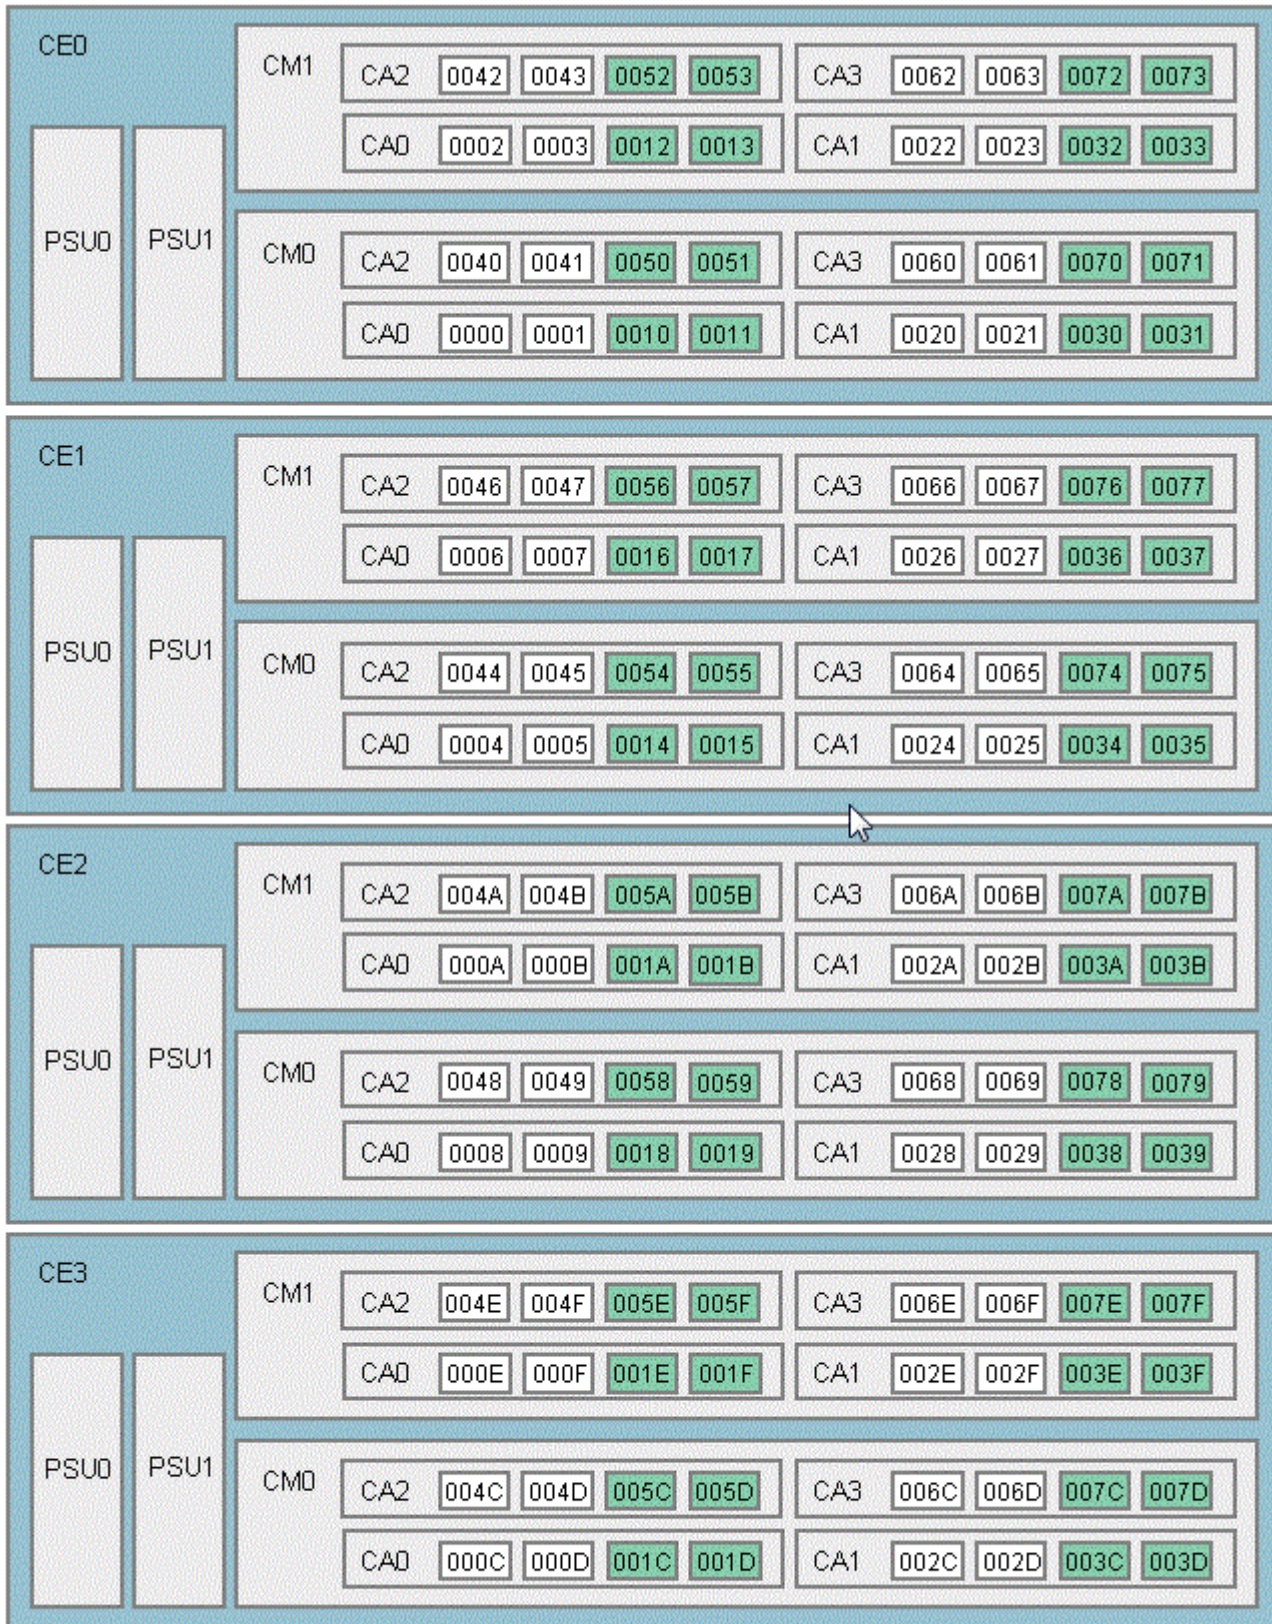 CE0
CM1 CA2 0042 0043 0052 0053 CA3 0062 0063 0072 0073
CA0 0002 0003 0012 0013 CA1 0022 0023 0032 0033
PSU0 PSU1
CM0 CA2 0040 0041 0050 0051 CA3 0060 0061 0070 0071
CA0 0000 0001 0010 0011 CA1 0020 0021 0030 0031
CE1
CM1 CA2 0046 0047 0056 0057 CA3 0066 0067 0076 0077
CA0 0006 0007 0016 0017 CA1 0026 0027 0036 0037
PSU0 PSU1
CM0 CA2 0044 0045 0054 0055 CA3 0064 0065 0074 0075
CA0 0004 0005 0014 0015 CA1 0024 0025 0034 0035
CE2
CM1 CA2 004A 004B 005A 005B CA3 006A 006B 007A 007B
CA0 000A 000B 001A 001B CA1 002A 002B 003A 003B
PSU0 PSU1
CM0 CA2 0048 0049 0058 0059 CA3 0068 0069 0078 0079
CA0 0008 0009 0018 0019 CA1 0028 0029 0038 0039
CE3
CM1 CA2 004E 004F 005E 005F CA3 006E 006F 007E 007F
CA0 000E 000F 001E 001F CA1 002E 002F 003E 003F
PSU0 PSU1
CM0 CA2 004C 004D 005C 005D CA3 006C 006D 007C 007D
CA0 000C 000D 001C 001D CA1 002C 002D 003C 003D